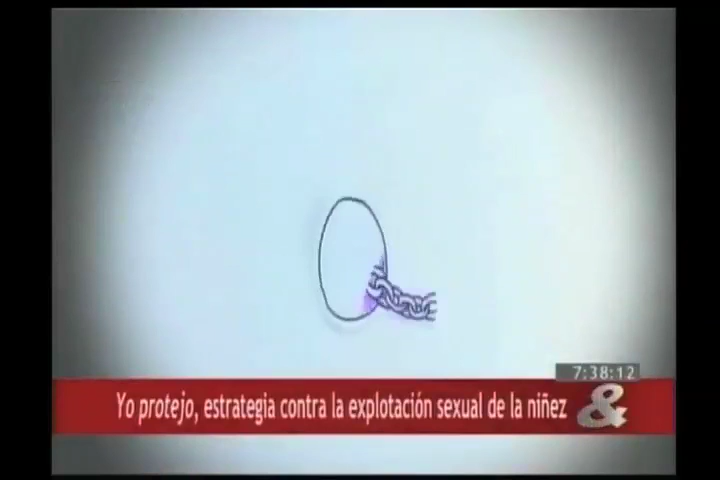 7:38:12
Yo protejo, estrategia contra la explotación sexual de la niñez &